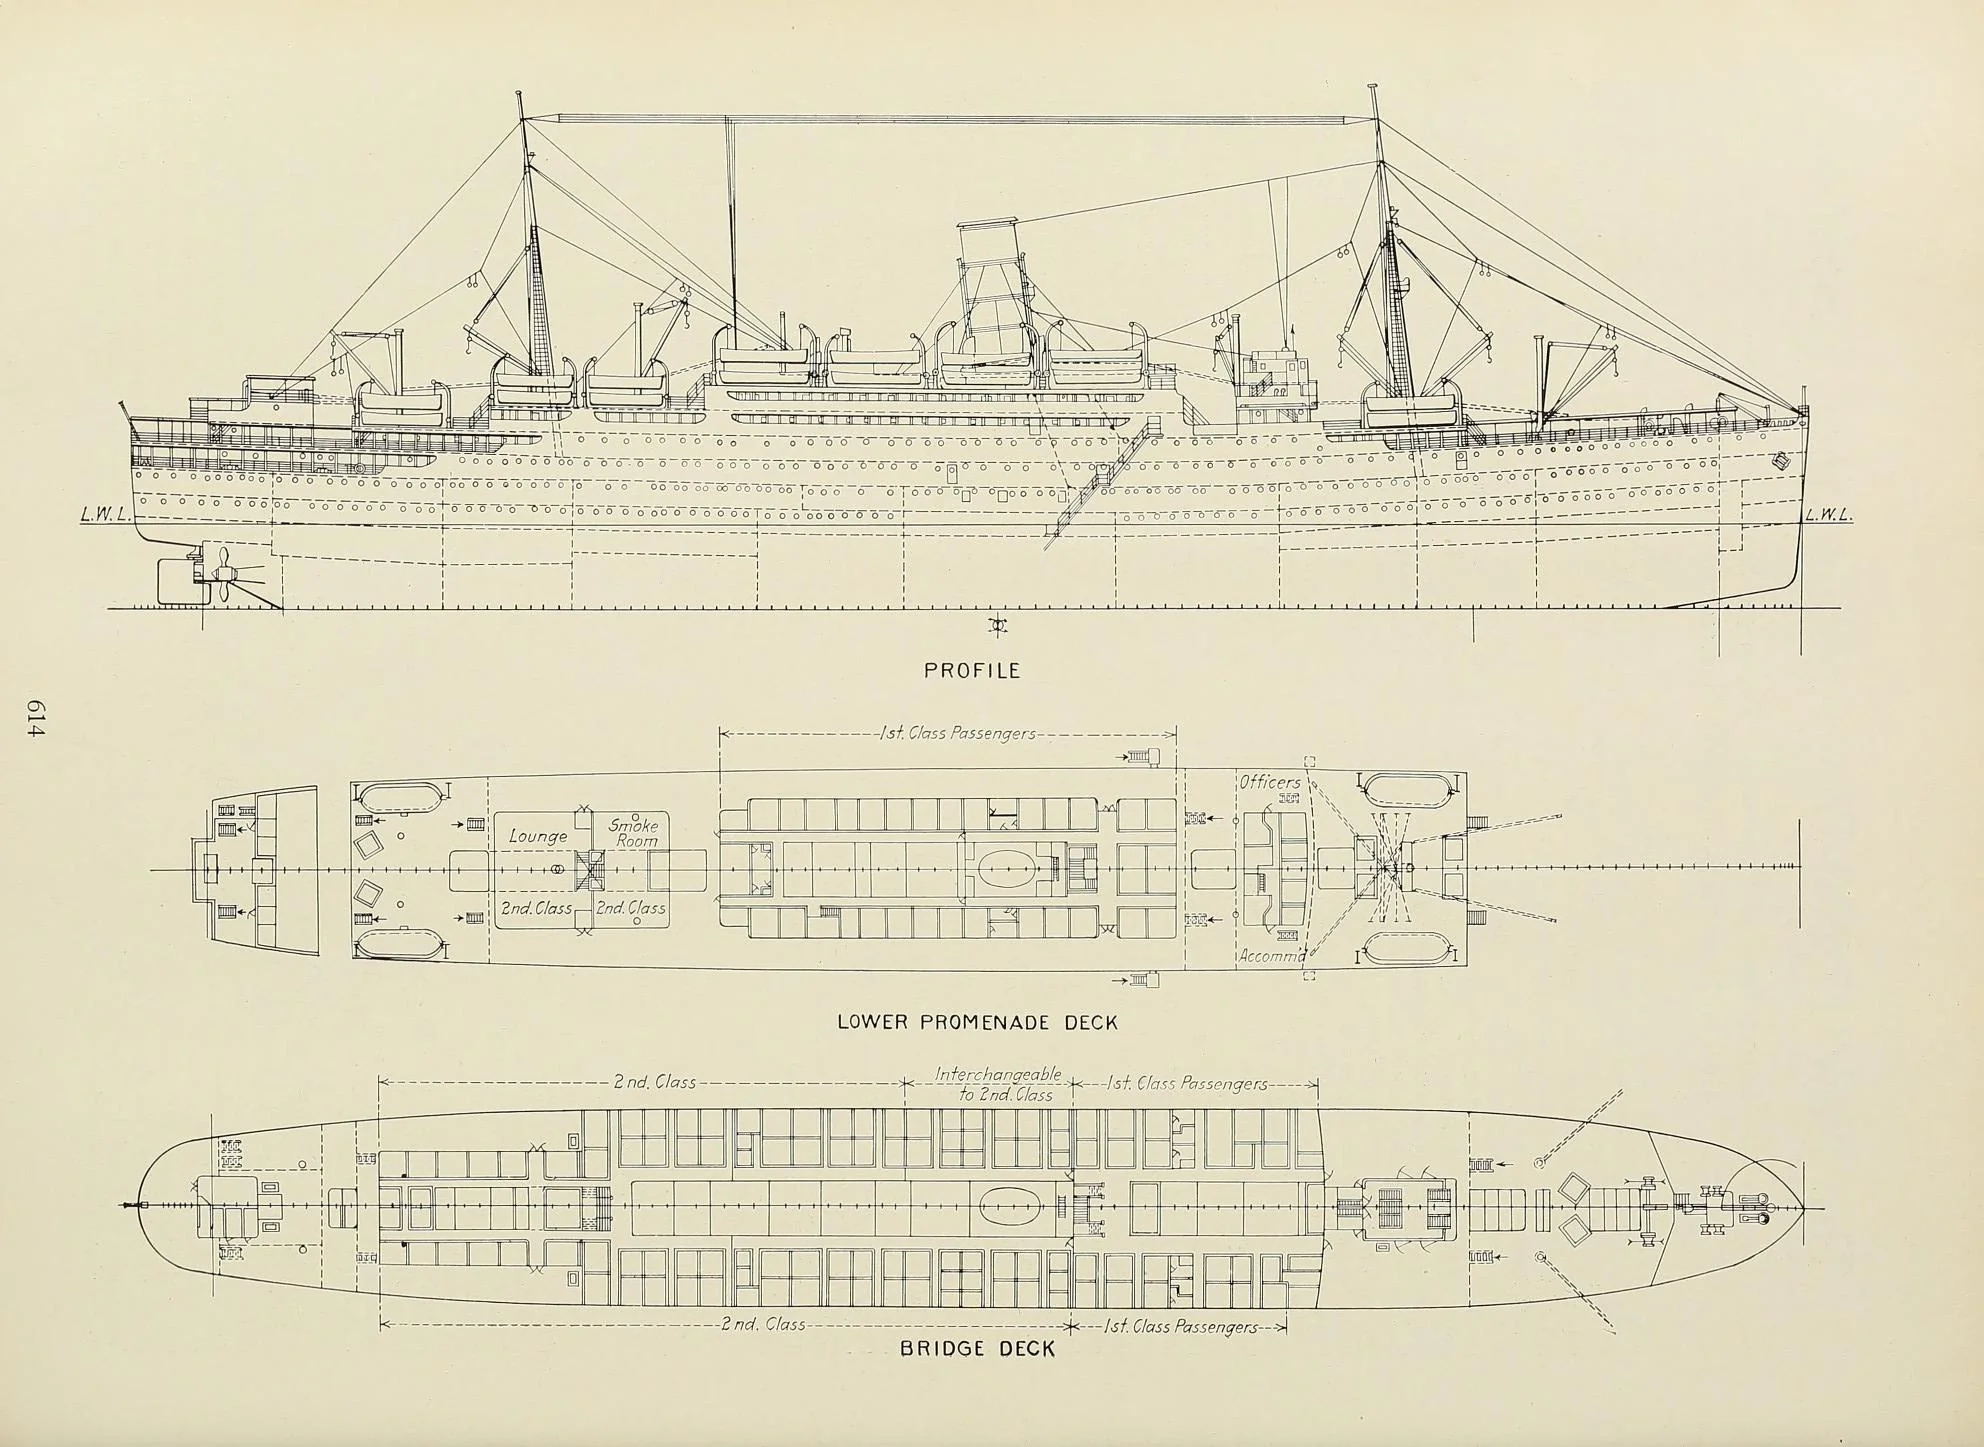 L.W.L.
L.W.L.
PROFILE
614
1st. Class Passengers
Officers
Lounge
Smoke
Room
2nd. Class
2nd. Class
Accommd
LOWER PROMENADE DECK
2nd. Class
Interchangeable
to 2nd. Class
1st. Class Passengers
2nd. Class
1st. Class Passengers
BRIDGE DECK